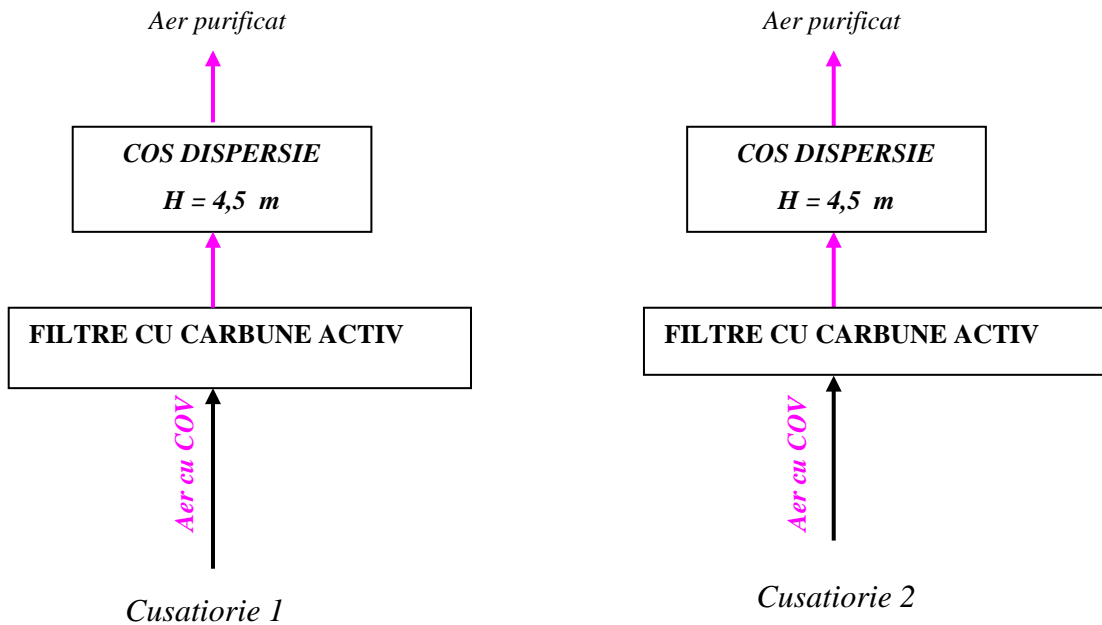 Aer purificat
COS DISPERSIE
H = 4,5 m
FILTRE CU CARBUNE ACTIV
Aer cu COV
Cusatiorie 1
Aer purificat
COS DISPERSIE
H = 4,5 m
FILTRE CU CARBUNE ACTIV
Aer cu COV
Cusatiorie 2